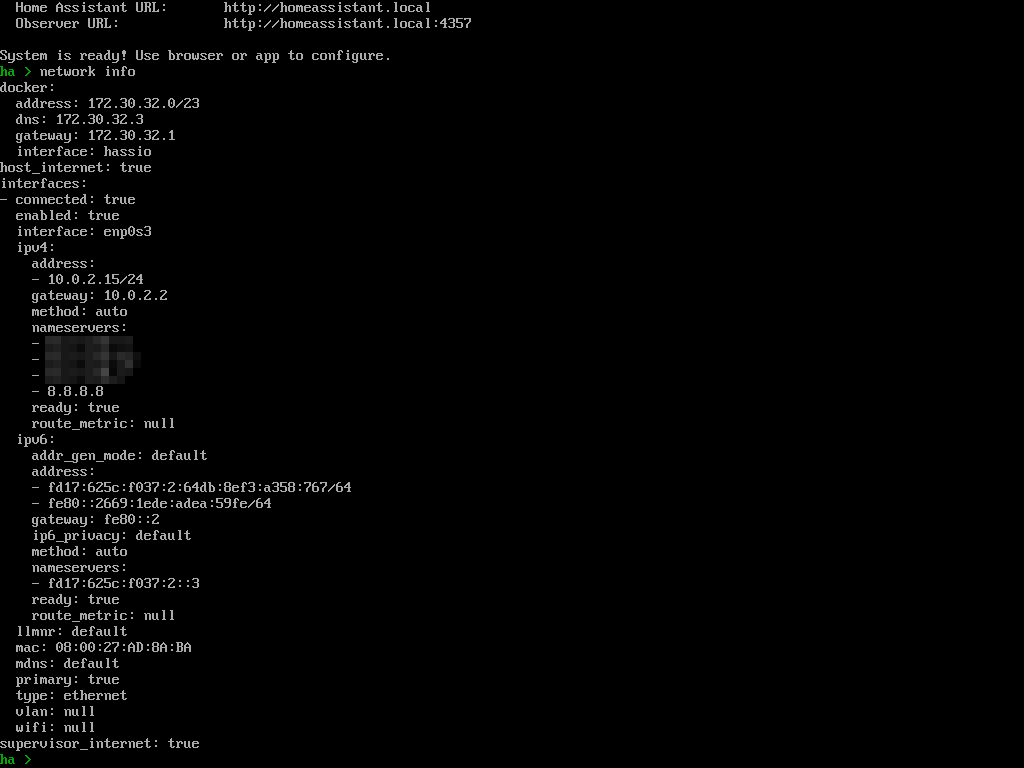 Home Assistant URL: http://homeassistant.local
Observer URL: http://homeassistant.local:4357
System is ready! Use browser or app to configure.
ha > network info
docker:
address: 172.30.32.0/23
dns: 172.30.32.3
gateway: 172.30.32.1
interface: hassio
host_internet: true
interfaces:
- connected: true
enabled: true
interface: enp0s3
ipv4:
address:
- 10.0.2.15/24
gateway: 10.0.2.2
method: auto
nameservers:
-
-
-
- 8.8.8.8
ready: true
route_metric: null
ipv6:
addr_gen_mode: default
address:
- fd17:625c:f037:2:64db:8ef3:a358:767/64
- fe80::2669:1ede:adea:59fe/64
gateway: fe80::2
ip6_privacy: default
method: auto
nameservers:
- fd17:625c:f037:2::3
ready: true
route_metric: null
llmnr: default
mac: 08:00:27:AD:8A:BA
mdns: default
primary: true
type: ethernet
vlan: null
wifi: null
supervisor_internet: true
ha >